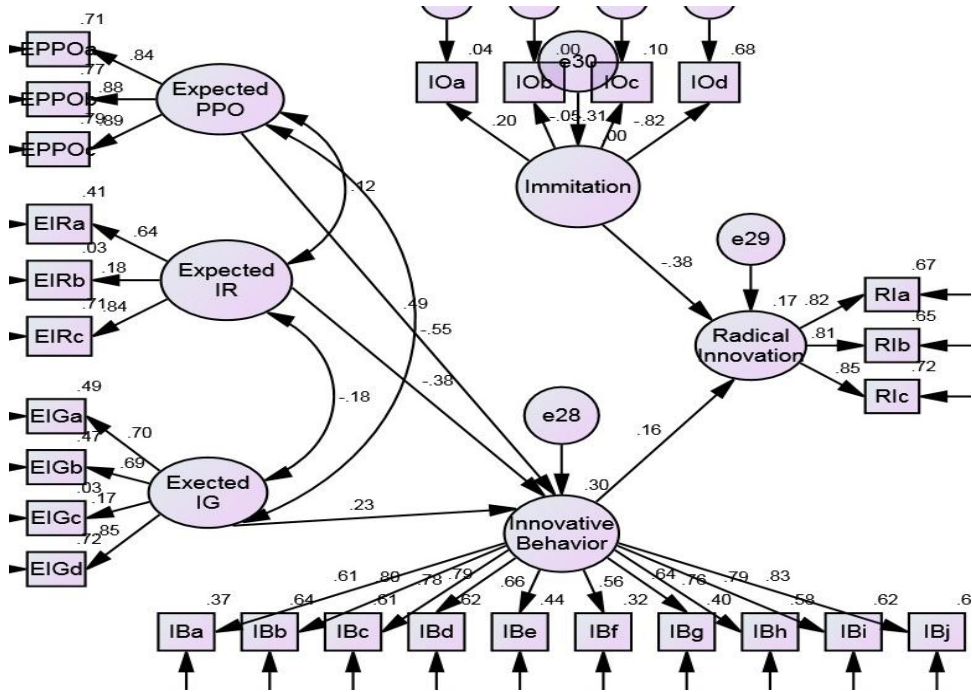 .71
EPPOa
.84
.77
EPPOb
.88
.79
.89
EPPOc
Expected
PPO
.04
.00
.10
.68
e30
IOa
IOb
IOc
IOd
.20
-.05
.31
.00
-.82
Immitation
.12
.41
EIRa
.64
.03
EIRb
.18
.71
.84
EIRc
Expected
IR
.49
-.55
-.38
-.18
-.38
e29
.17
.82
.67
RIa
.81
.65
RIb
.85
.72
RIc
Radical
Innovation
.49
EIGa
.70
.47
EIGb
.69
.03
.17
EIGc
.72
.85
EIGd
Exected
IG
.23
e28
.16
.30
Innovative
Behavior
.61
.80
.78
.79
.66
.56
.64
.76
.79
.83
.37
.64
.61
.62
.44
.32
.40
.58
.62
IBa
IBb
IBc
IBd
IBe
IBf
IBg
IBh
IBi
IBj